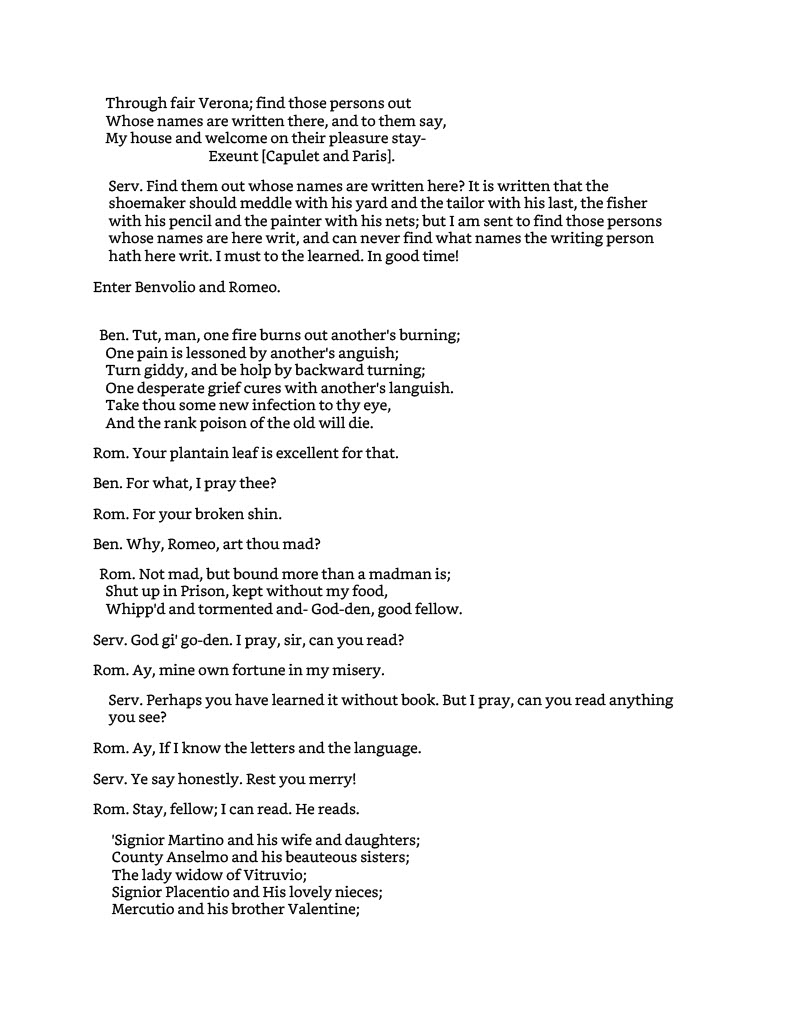 Through fair Verona; find those persons out
Whose names are written there, and to them say,
My house and welcome on their pleasure stay-
Exeunt [Capulet and Paris].
Serv. Find them out whose names are written here? It is written that the
shoemaker should meddle with his yard and the tailor with his last, the fisher
with his pencil and the painter with his nets; but I am sent to find those persons
whose names are here writ, and can never find what names the writing person
hath here writ. I must to the learned. In good time!
Enter Benvolio and Romeo.
Ben. Tut, man, one fire burns out another's burning;
One pain is lessoned by another's anguish;
Turn giddy, and be holp by backward turning;
One desperate grief cures with another's languish.
Take thou some new infection to thy eye,
And the rank poison of the old will die.
Rom. Your plantain leaf is excellent for that.
Ben. For what, I pray thee?
Rom. For your broken shin.
Ben. Why, Romeo, art thou mad?
Rom. Not mad, but bound more than a madman is;
Shut up in Prison, kept without my food,
Whipp'd and tormented and- God-den, good fellow.
Serv. God gi' go-den. I pray, sir, can you read?
Rom. Ay, mine own fortune in my misery.
Serv. Perhaps you have learned it without book. But I pray, can you read anything
you see?
Rom. Ay, If I know the letters and the language.
Serv. Ye say honestly. Rest you merry!
Rom. Stay, fellow; I can read. He reads.
'Signior Martino and his wife and daughters;
County Anselmo and his beauteous sisters;
The lady widow of Vitruvio;
Signior Placentio and His lovely nieces;
Mercutio and his brother Valentine;